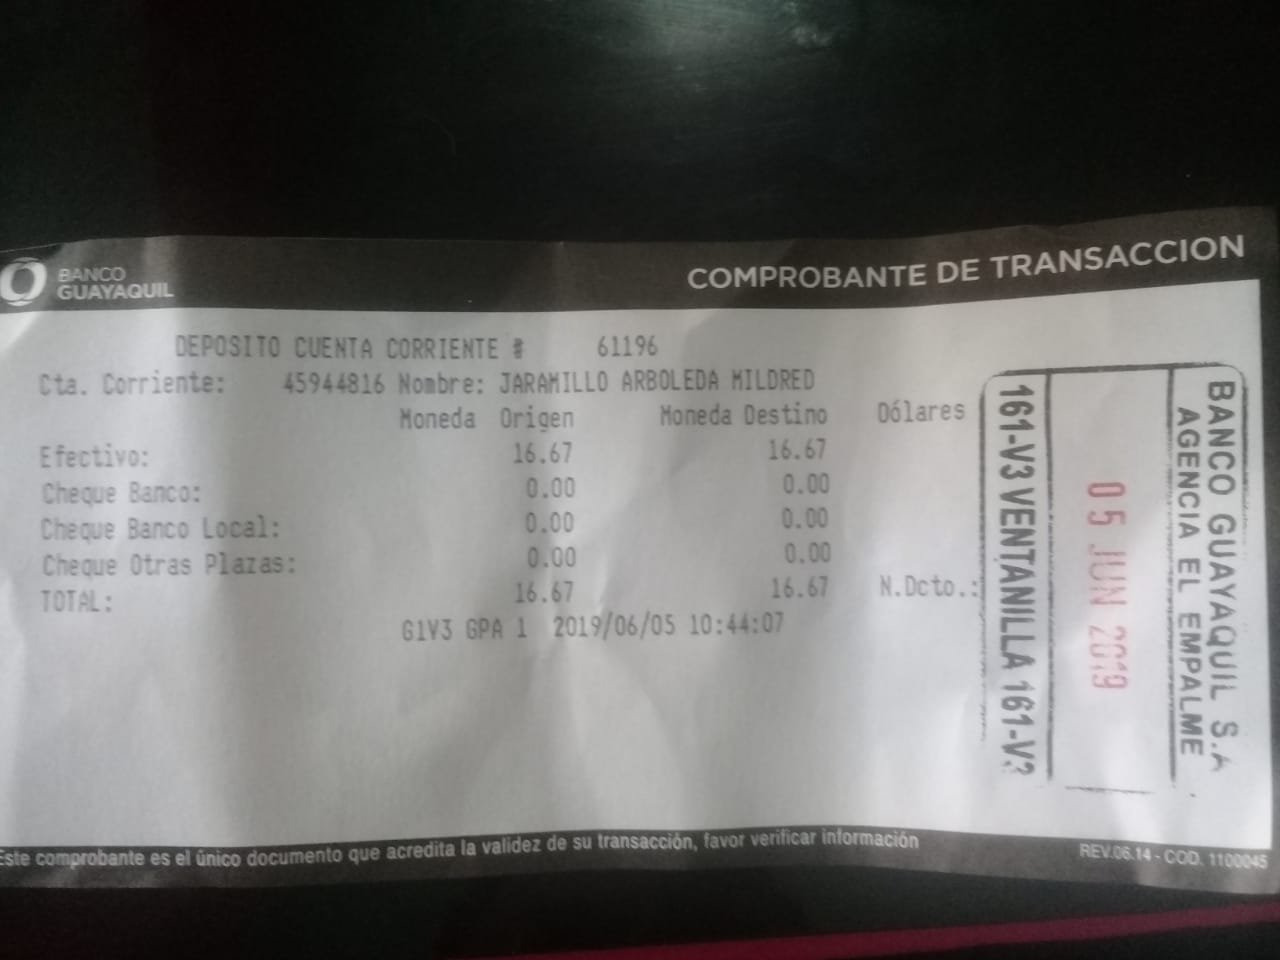 BANCO
GUAYAQUIL
COMPROBANTE DE TRANSACCION
DEPOSITO CUENTA CORRIENTE # 61196
Cta. Corriente: 45944816 Nombre: JARAMILLO ARBOLEDA MILDRED
Moneda Origen Moneda Destino Dólares
Efectivo: 16.67 16.67
Cheque Banco: 0.00 0.00
Cheque Banco Local: 0.00 0.00
Cheque Otras Plazas: 0.00 0.00
TOTAL: 16.67 16.67 N.Dcto.:
G1V3 GPA 1 2019/06/05 10:44:07
BANCO GUAYAQUIL S.A
AGENCIA EL EMPALME
05 JUN 2019
161-V3 VENTANILLA 161-V3
Este comprobante es el único documento que acredita la validez de su transacción, favor verificar información
REV.06.14 - COD. 1100045